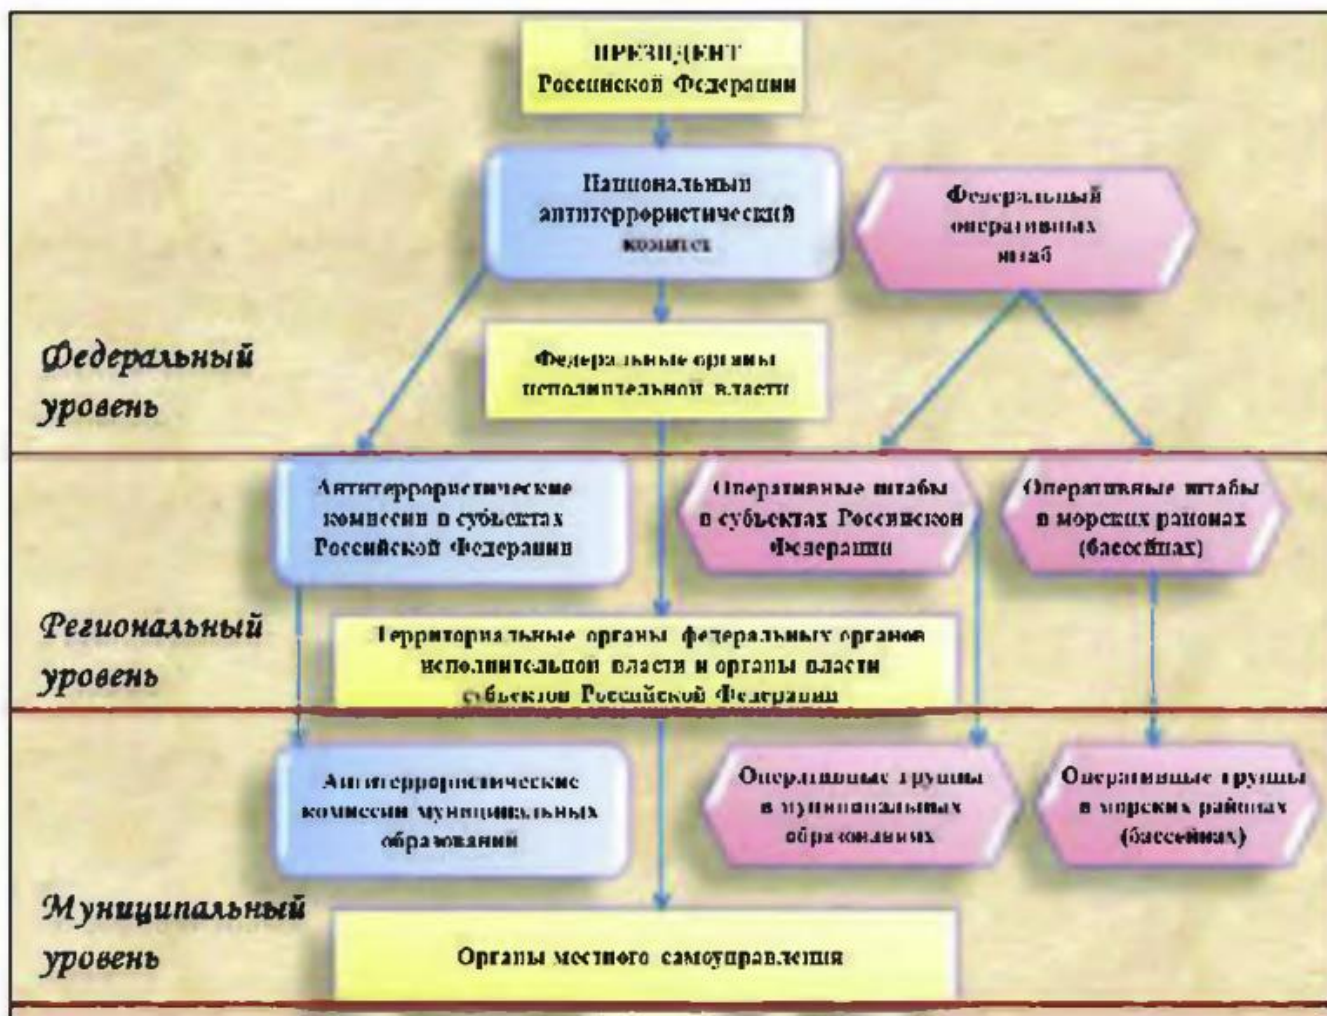 ПРЕЗИДЕНТ
Российской Федерации
Национальный
антитеррористический
комитет
Федеральный
оперативных
штаб
Федеральный
уровень
Федеральные органы
исполнительной власти
Антитеррористические
комиссии в субъектах
Российской Федерации
Оперативные штабы
в субъектах Российской
Федерации
Оперативные штабы
в морских районах
(бассейнах)
Региональный
уровень
Территориальные органы федеральных органов
исполнительной власти и органы власти
субъектов Российской Федерации
Антитеррористические
комиссии муниципальных
образований
Оперативные группы
в муниципальных
образованиях
Оперативные группы
в морских районах
(бассейнах)
Муниципальный
уровень
Органы местного самоуправления